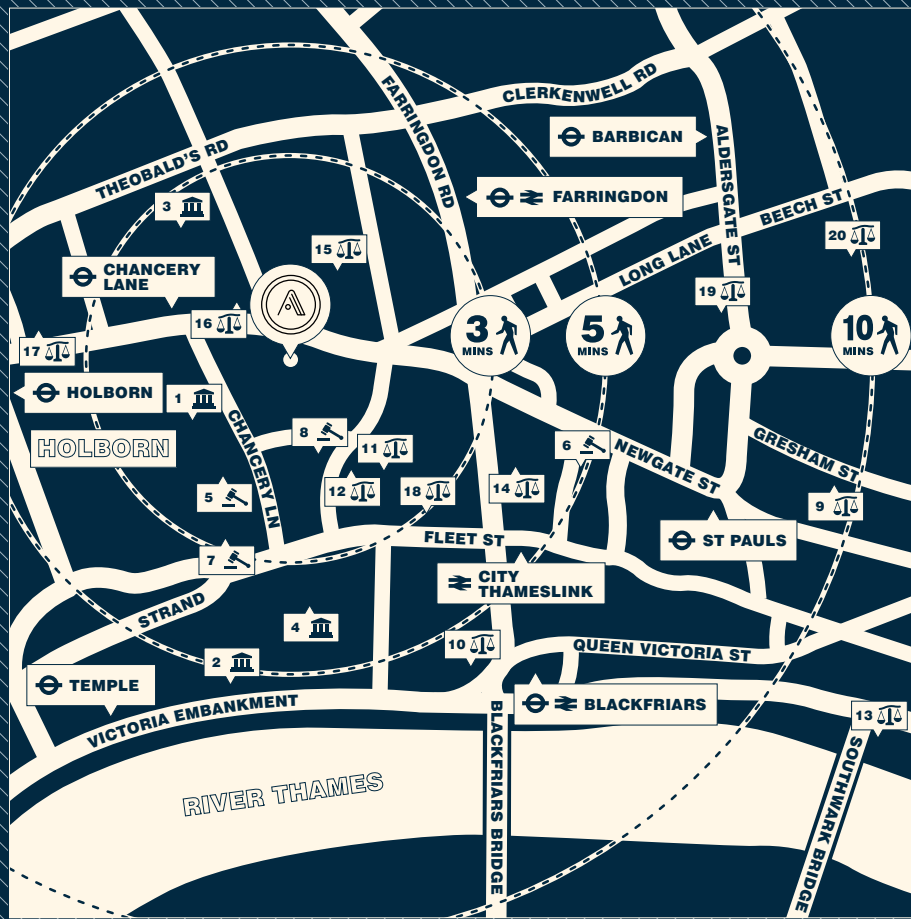 CLERKENWELL RD
FARRINGDON RD
BARBICAN
ALDERSGATE ST
THEOBALD'S RD
FARRINGDON
3
BEECH ST
15
20
CHANCERY
LANE
LONG LANE
19
16
3
MINS
5
MINS
10
MINS
17
HOLBORN
1
CHANCERY LN
HOLBORN
8
11
6
NEWGATE ST
GRESHAM ST
5
12
18
14
9
FLEET ST
ST PAULS
7
CITY
THAMESLINK
STRAND
4
10
QUEEN VICTORIA ST
2
TEMPLE
VICTORIA EMBANKMENT
BLACKFRIARS
13
BLACKFRIARS BRIDGE
SOUTHWARK BRIDGE
RIVER THAMES